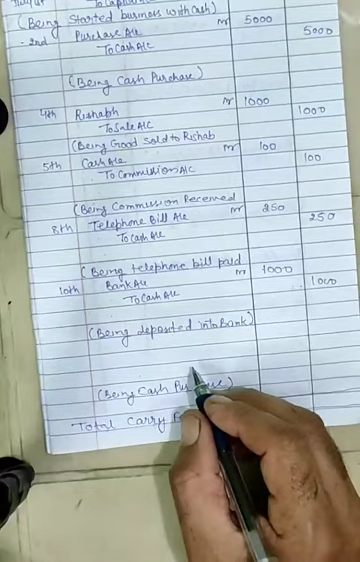 To Capital
(Being Started business with Cash)
- 2nd Purchase A/c Dr 5000
To Cash A/c 5000
(Being Cash Purchase)
4th Rishabh Dr 1000
To Sale A/C 1000
(Being Good Sold to Rishab
5th Cash A/c Dr 100
To Commission A/C 100
(Being Commission Received
8th Telephone Bill A/c Dr 250
To Cash A/c 250
(Being telephone bill paid
10th Bank A/c Dr 1000
To Cash A/c 1000
(Being deposited into Bank)
(Being Cash
Total Carry